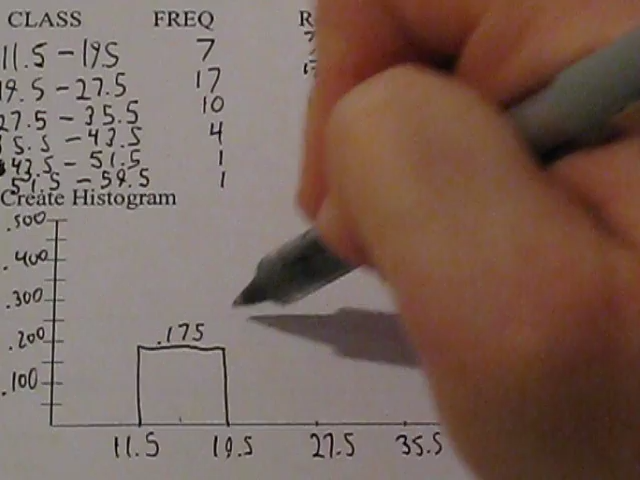 CLASS FREQ R
11.5 - 19.5 7
19.5 - 27.5 17
27.5 - 35.5 10
35.5 - 43.5 4
43.5 - 51.5 1
51.5 - 59.5 1
Create Histogram
.500
.400
.300
.200 .175
.100
11.5 19.5 27.5 35.5